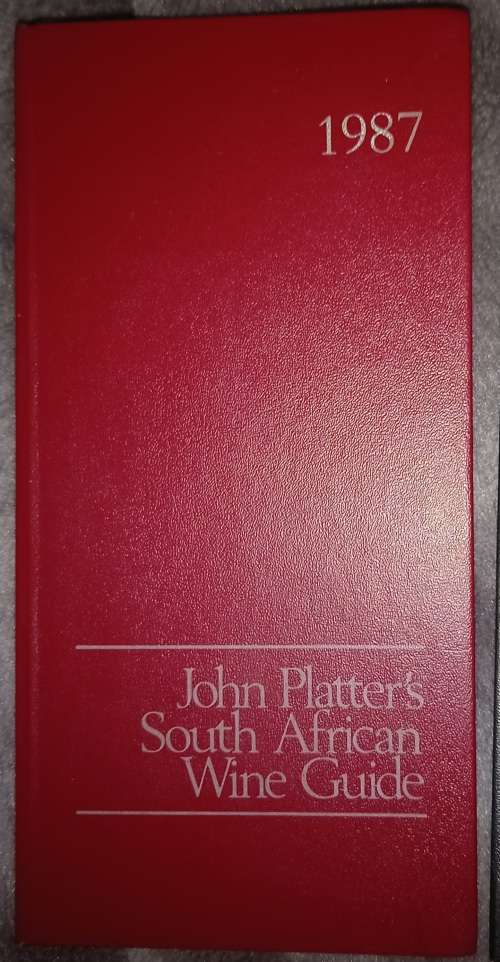 1987
John Platter's
South African
Wine Guide